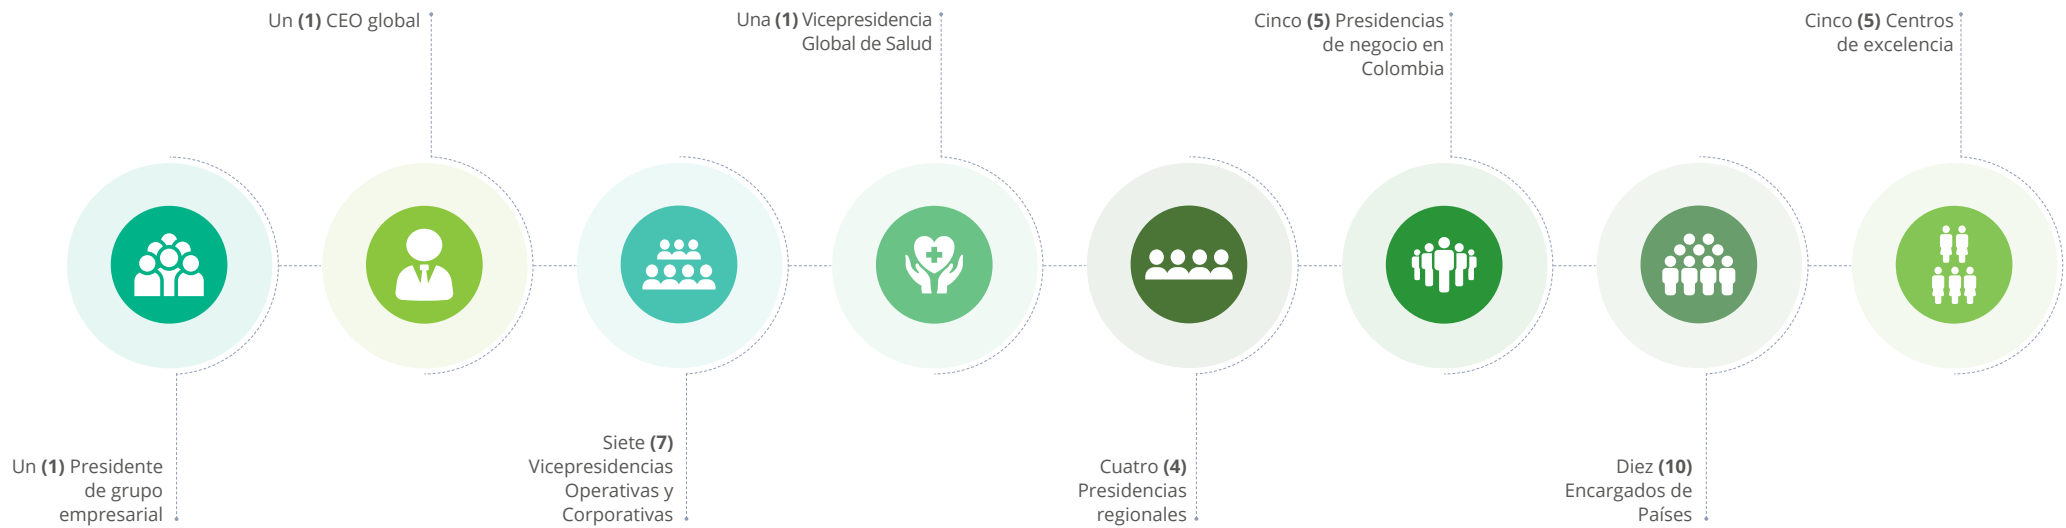 Un (1) Presidente
de grupo
empresarial
Un (1) CEO global
Siete (7)
Vicepresidencias
Operativas y
Corporativas
Una (1) Vicepresidencia
Global de Salud
Cuatro (4)
Presidencias
regionales
Cinco (5) Presidencias
de negocio en
Colombia
Diez (10)
Encargados de
Países
Cinco (5) Centros
de excelencia